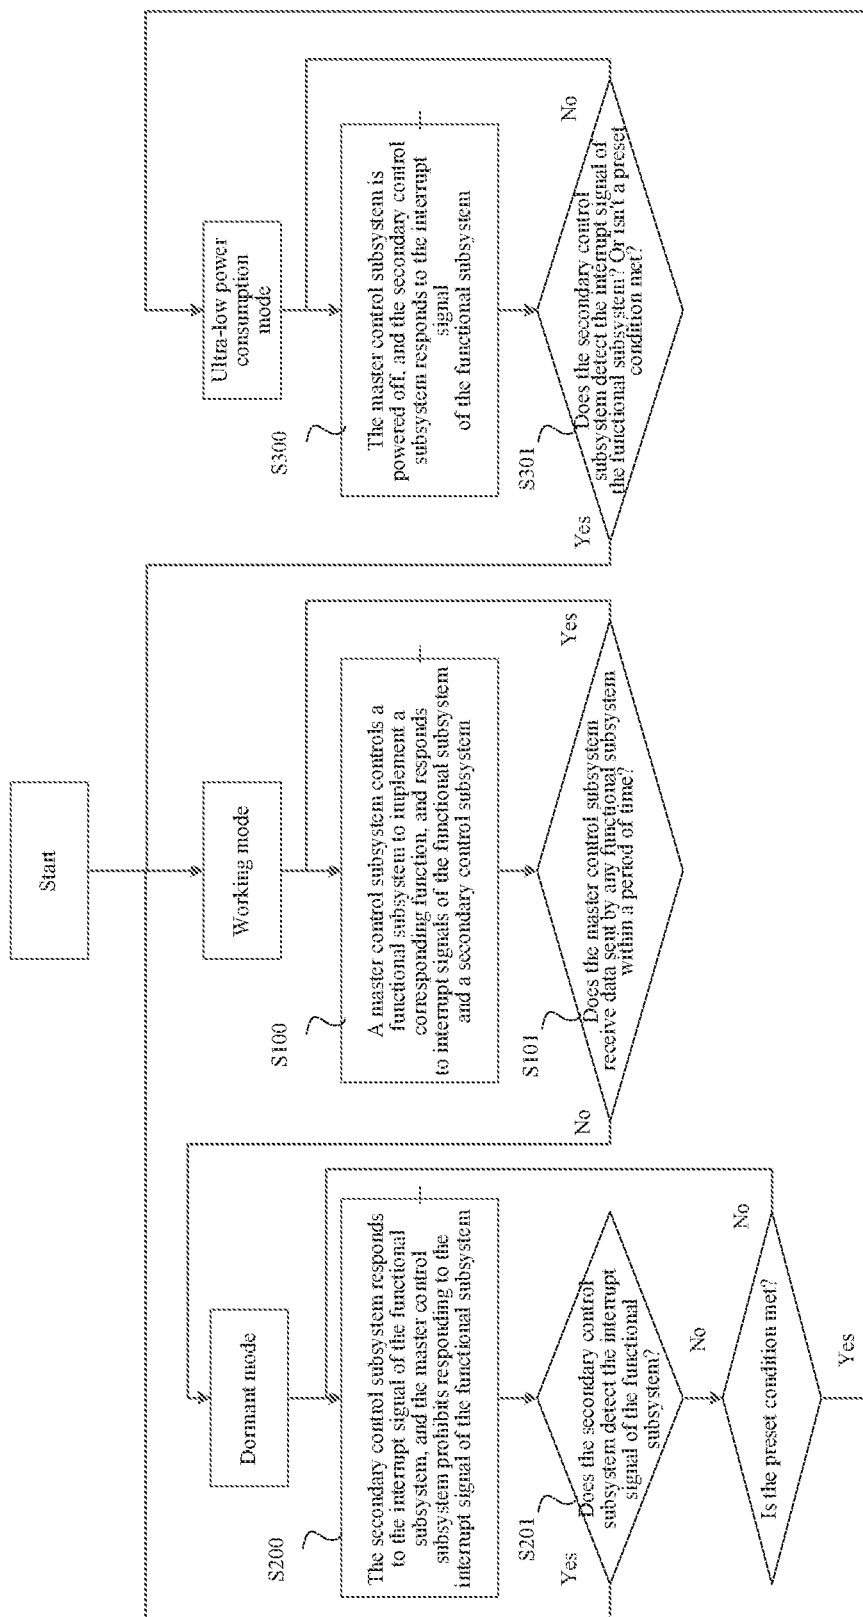 Start
Dormant mode
S200
The secondary control subsystem responds
to the interrupt signal of the functional
subsystem, and the master control
subsystem prohibits responding to the
interrupt signal of the functional subsystem
S201
Does the secondary control
subsystem detect the interrupt
signal of the functional
subsystem?
Yes
No
Is the preset condition met?
No
Yes
Working mode
S100
A master control subsystem controls a
functional subsystem to implement a
corresponding function, and responds
to interrupt signals of the functional subsystem
and a secondary control subsystem
S101
Does the master control subsystem
receive data sent by any functional subsystem
within a period of time?
No
Yes
Ultra-low power
consumption
mode
S300
The master control subsystem is
powered off, and the secondary control
subsystem responds to the interrupt
signal
of the functional subsystem
S301
Does the secondary control
subsystem detect the interrupt signal of
the functional subsystem? Or isn't a preset
condition met?
Yes
No